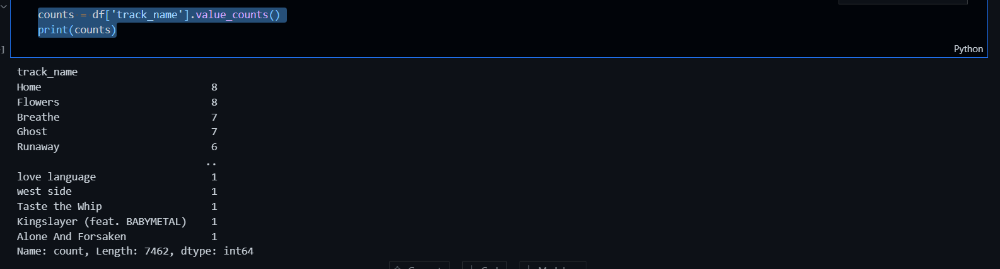 counts = df['track_name'].value_counts()
print(counts)
]
Python
track_name
Home 8
Flowers 8
Breathe 7
Ghost 7
Runaway 6
..
love language 1
west side 1
Taste the Whip 1
Kingslayer (feat. BABYMETAL) 1
Alone And Forsaken 1
Name: count, Length: 7462, dtype: int64